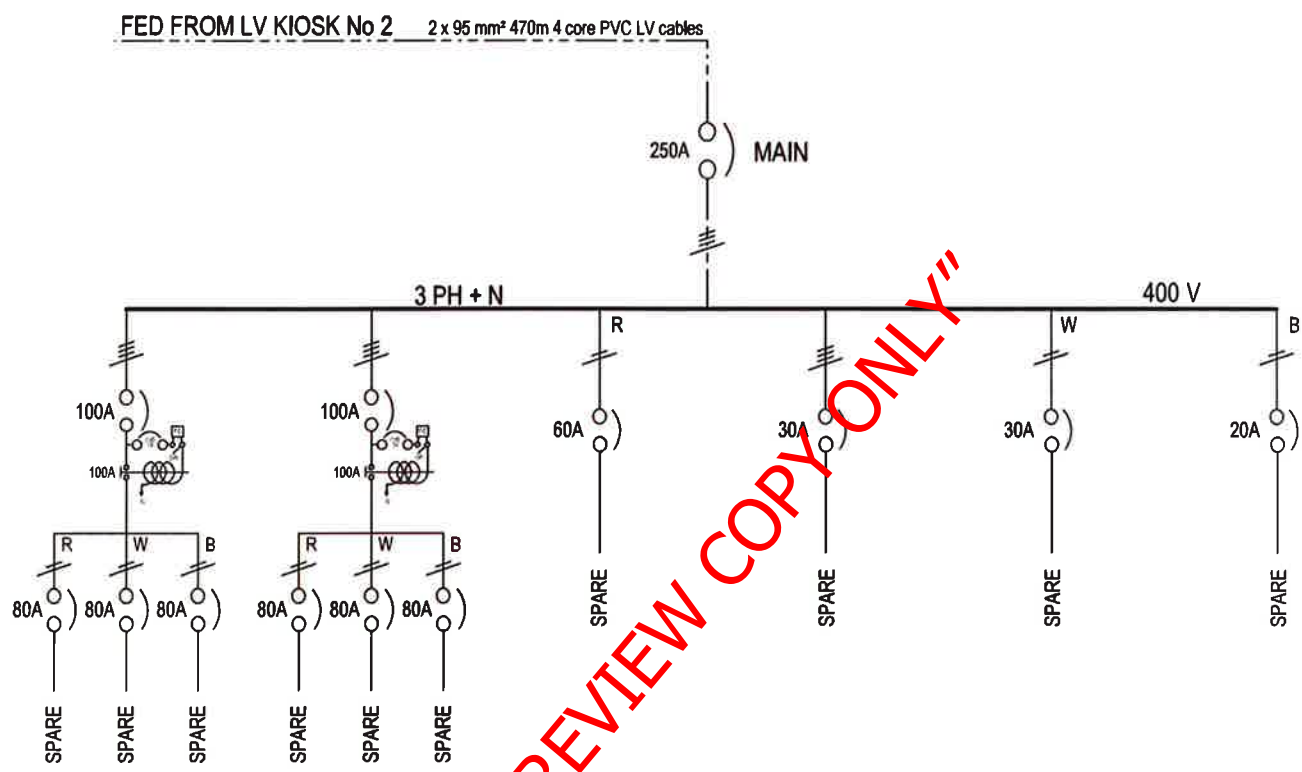 FED FROM LV KIOSK No 2 2 x 95 mm² 470m 4 core PVC LV cables
250A MAIN
3 PH + N 400 V
R W B
100A 100A 60A 30A 30A 20A
100A 100A
R W B R W B
80A 80A 80A 80A 80A 80A
SPARE SPARE SPARE SPARE
SPARE SPARE SPARE SPARE SPARE SPARE
REVIEW COPY ONLY"